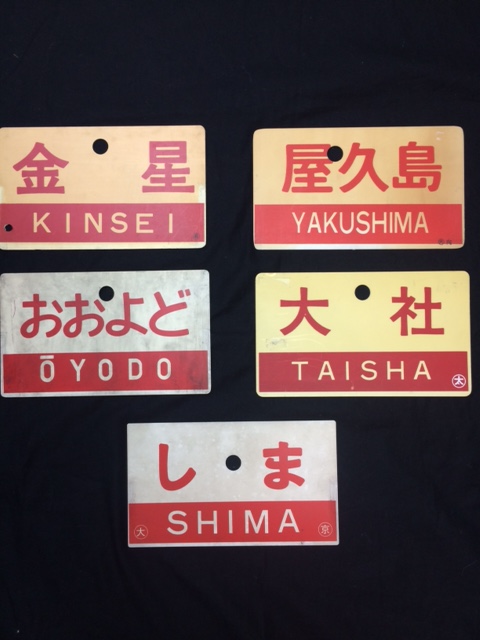 金星
KINSEI
屋久島
YAKUSHIMA
おおよど
ŌYODO
大社
TAISHA
大
しま
大 SHIMA 京